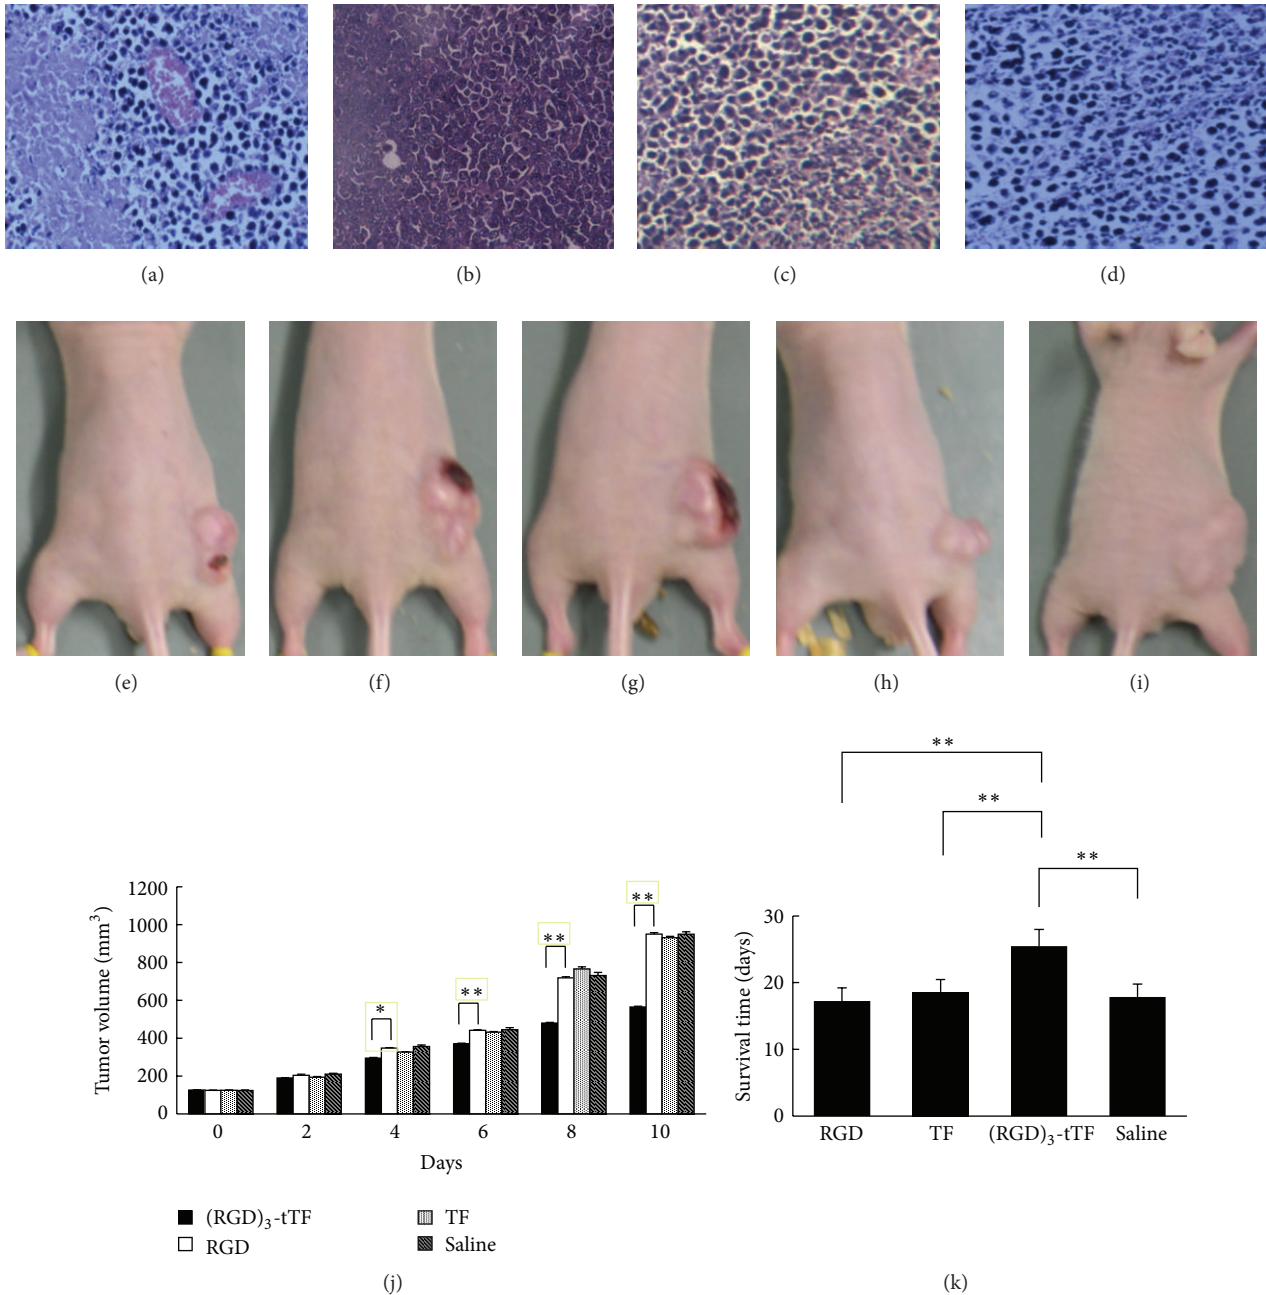 (a) (b) (c) (d)
(e) (f) (g) (h) (i)
Tumor volume (mm³)
1200
1000
800
600
400
200
0
* ** ** **
0 2 4 6 8 10
Days
(RGD)₃-tTF
RGD
TF
Saline
(j)
**
**
**
Survival time (days)
30
20
10
0
RGD TF (RGD)₃-tTF Saline
(k)